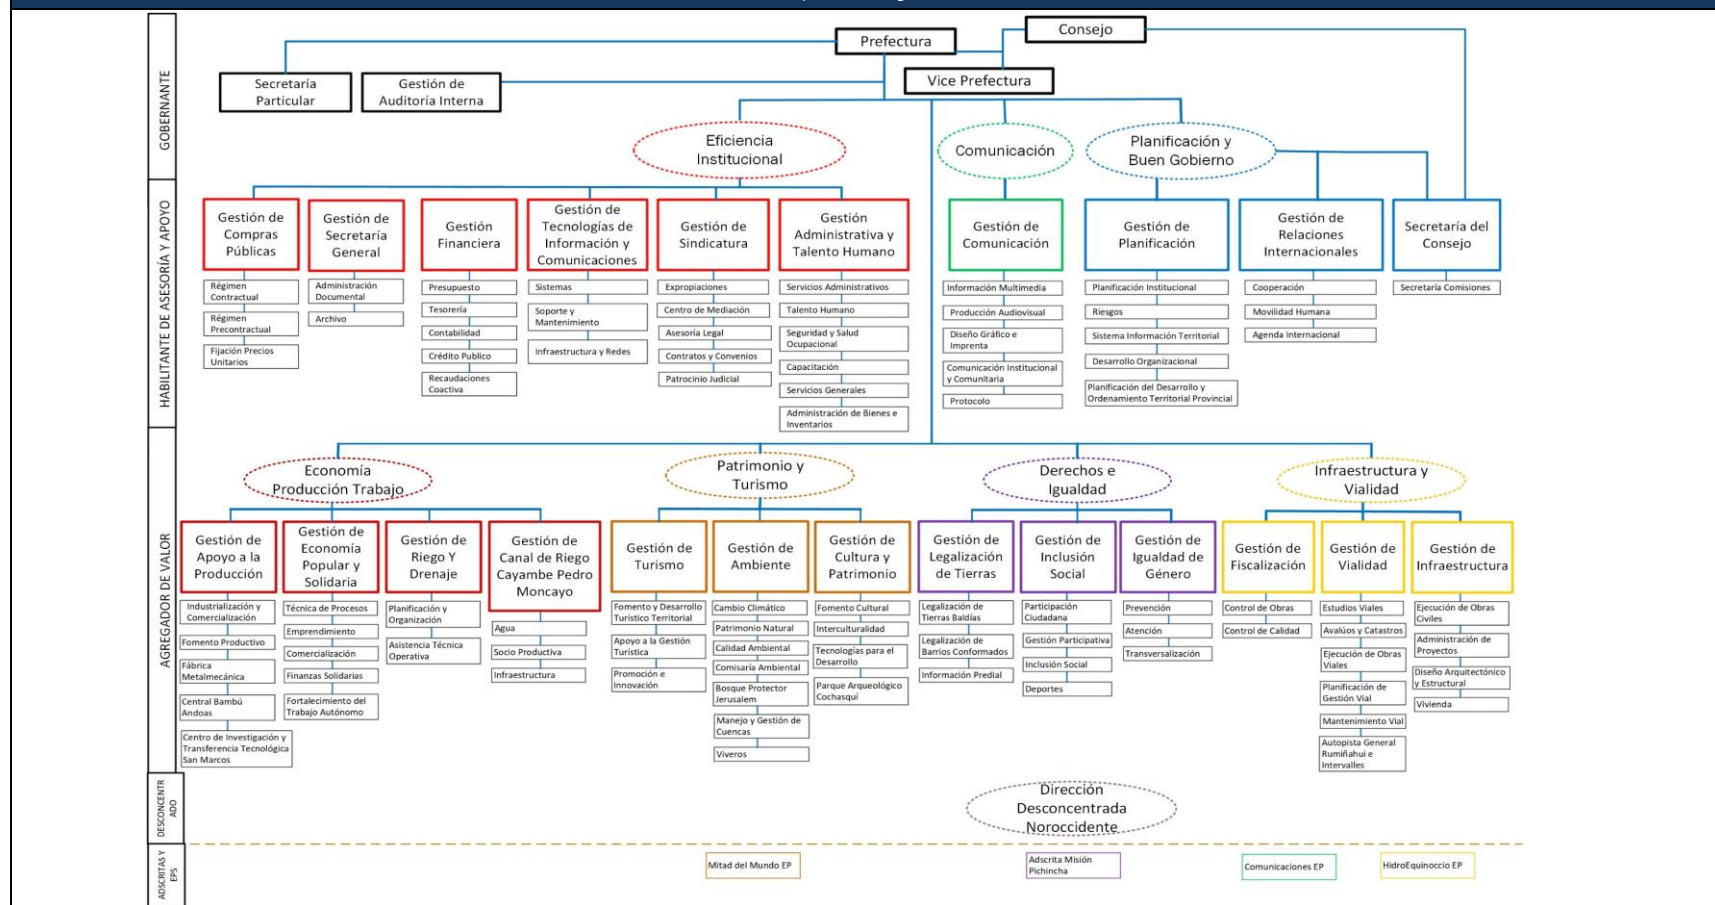 GOBERNANTE
Prefectura
Consejo
Secretaría
Particular
Gestión de
Auditoría Interna
Vice Prefectura
Eficiencia
Institucional
Comunicación
Planificación y
Buen Gobierno
HABILITANTE DE ASESORÍA Y APOYO
Gestión de
Compras
Públicas
Régimen
Contractual
Régimen
Precontractual
Fijación Precios
Unitarios
Gestión de
Secretaría
General
Administración
Documental
Archivo
Gestión
Financiera
Presupuesto
Tesorería
Contabilidad
Crédito Publico
Recaudaciones
Coactiva
Gestión de
Tecnologías de
Información y
Comunicaciones
Sistemas
Soporte y
Mantenimiento
Infraestructura y Redes
Gestión de
Sindicatura
Expropiaciones
Centro de Mediación
Asesoría Legal
Contratos y Convenios
Patrocinio Judicial
Gestión
Administrativa y
Talento Humano
Servicios Administrativos
Talento Humano
Seguridad y Salud
Ocupacional
Capacitación
Servicios Generales
Administración de Bienes e
Inventarios
Gestión de
Comunicación
Información Multimedia
Producción Audiovisual
Diseño Gráfico e
Imprenta
Comunicación Institucional
y Comunitaria
Protocolo
Gestión de
Planificación
Planificación Institucional
Riesgos
Sistema Información Territorial
Desarrollo Organizacional
Planificación del Desarrollo y
Ordenamiento Territorial Provincial
Gestión de
Relaciones
Internacionales
Cooperación
Movilidad Humana
Agenda Internacional
Secretaría del
Consejo
Secretaría Comisiones
AGREGADOR DE VALOR
Economía
Producción Trabajo
Patrimonio y
Turismo
Derechos e
Igualdad
Infraestructura y
Vialidad
Gestión de
Apoyo a la
Producción
Industrialización y
Comercialización
Fomento Productivo
Fábrica
Metalmecánica
Central Bambú
Andoas
Centro de Investigación y
Transferencia Tecnológica
San Marcos
Gestión de
Economía
Popular y
Solidaria
Técnica de Procesos
Emprendimiento
Comercialización
Finanzas Solidarias
Fortalecimiento del
Trabajo Autónomo
Gestión de
Riego Y
Drenaje
Planificación y
Organización
Asistencia Técnica
Operativa
Gestión de
Canal de Riego
Cayambe Pedro
Moncayo
Agua
Socio Productiva
Infraestructura
Gestión de
Turismo
Fomento y Desarrollo
Turístico Territorial
Apoyo a la Gestión
Turística
Promoción e
Innovación
Gestión de
Ambiente
Cambio Climático
Patrimonio Natural
Calidad Ambiental
Comisaría Ambiental
Bosque Protector
Jerusalem
Manejo y Gestión de
Cuencas
Viveros
Gestión de
Cultura y
Patrimonio
Fomento Cultural
Interculturalidad
Tecnologías para el
Desarrollo
Parque Arqueológico
Cochasquí
Gestión de
Legalización
de Tierras
Legalización de
Tierras Baldías
Legalización de
Barrios Conformados
Información Predial
Gestión de
Inclusión
Social
Participación
Ciudadana
Gestión Participativa
Inclusión Social
Deportes
Gestión de
Igualdad de
Género
Prevención
Atención
Transversalización
Gestión de
Fiscalización
Control de Obras
Control de Calidad
Gestión de
Vialidad
Estudios Viales
Avalúos y Catastros
Ejecución de Obras
Viales
Planificación de
Gestión Vial
Mantenimiento Vial
Autopista General
Rumiñahui e
Intervalles
Gestión de
Infraestructura
Ejecución de Obras
Civiles
Administración de
Proyectos
Diseño Arquitectónico
y Estructural
Vivienda
DESCONCENTR
ADO
Dirección
Desconcentrada
Noroccidente
ADSCRITAS Y
EPS
Mitad del Mundo EP
Adscrita Misión
Pichincha
Comunicaciones EP
HidroEquinoccio EP